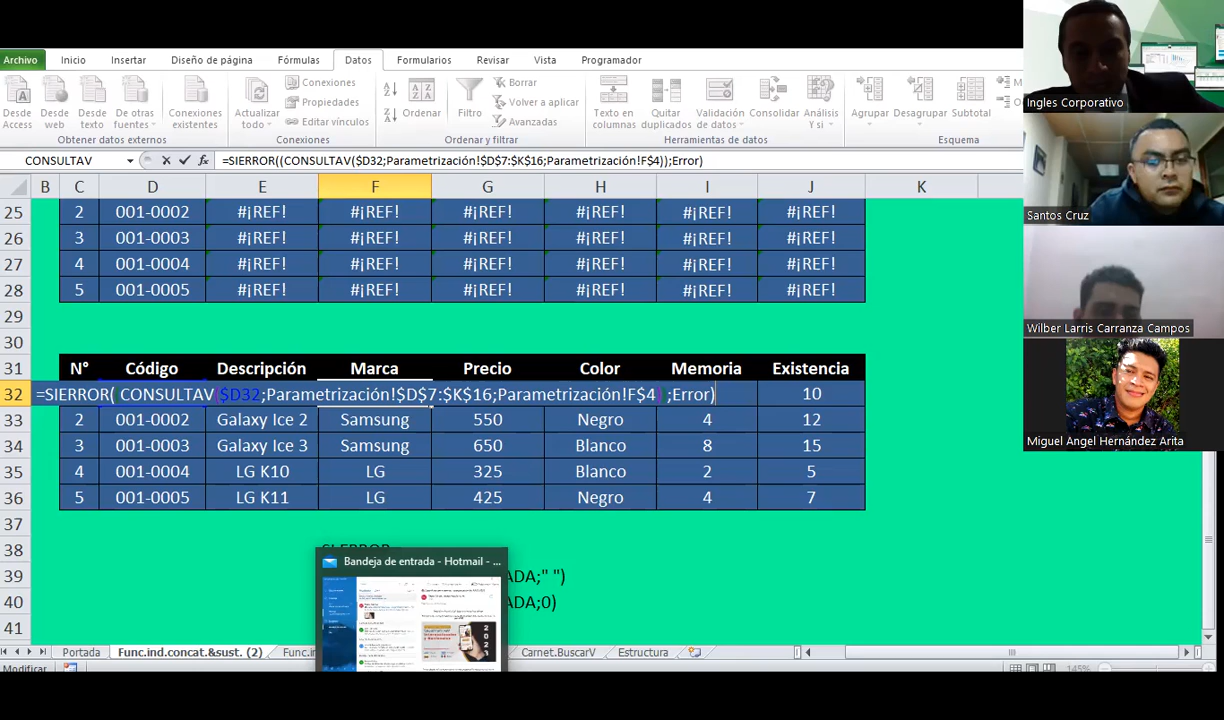 Archivo Inicio Insertar Diseño de página Fórmulas Datos Formularios Revisar Vista Programador
Desde Access
Desde web
Desde texto
De otras fuentes
Conexiones existentes
Actualizar todo
Conexiones
Propiedades
Editar vínculos
Ordenar
Filtro
Borrar
Volver a aplicar
Avanzadas
Texto en columnas
Quitar duplicados
Validación de datos
Consolidar
Análisis Y si
Agrupar
Desagrupar
Subtotal
Obtener datos externos Conexiones Ordenar y filtrar Herramientas de datos Esquema
CONSULTAV =SIERROR((CONSULTAV($D32;Parametrización!$D$7:$K$16;Parametrización!F$4));Error)
B C D E F G H I J K
25 2 001-0002 #¡REF! #¡REF! #¡REF! #¡REF! #¡REF! #¡REF!
26 3 001-0003 #¡REF! #¡REF! #¡REF! #¡REF! #¡REF! #¡REF!
27 4 001-0004 #¡REF! #¡REF! #¡REF! #¡REF! #¡REF! #¡REF!
28 5 001-0005 #¡REF! #¡REF! #¡REF! #¡REF! #¡REF! #¡REF!
29
30
31 N° Código Descripción Marca Precio Color Memoria Existencia
32 =SIERROR((CONSULTAV($D32;Parametrización!$D$7:$K$16;Parametrización!F$4));Error) 10
33 2 001-0002 Galaxy Ice 2 Samsung 550 Negro 4 12
34 3 001-0003 Galaxy Ice 3 Samsung 650 Blanco 8 15
35 4 001-0004 LG K10 LG 325 Blanco 2 5
36 5 001-0005 LG K11 LG 425 Negro 4 7
37
38
39 ADA;" ")
40 ADA;0)
41
Bandeja de entrada - Hotmail - ...
Portada Func.ind.concat.&sust. (2) Func.in Carnet.BuscarV Estructura
Modificar 145%
Ingles Corporativo
Santos Cruz
Wilber Larris Carranza Campos
Miguel Angel Hernández Arita